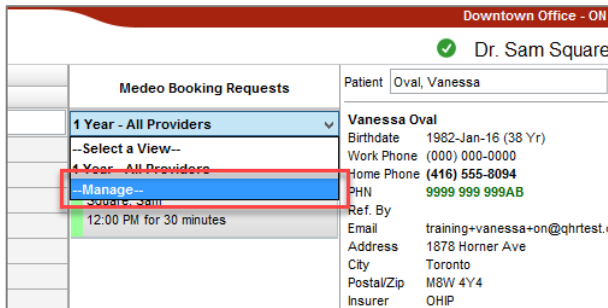 Downtown Office - ON
Dr. Sam Square
Medeo Booking Requests
1 Year - All Providers
--Select a View--
1 Year - All Providers
--Manage--
Square, Sam
12:00 PM for 30 minutes
Patient Oval, Vanessa
Vanessa Oval
Birthdate 1982-Jan-16 (38 Yr)
Work Phone (000) 000-0000
Home Phone (416) 555-8094
PHN 9999 999 999AB
Ref. By
Email training+vanessa+on@qhrtest.
Address 1878 Horner Ave
City Toronto
Postal/Zip M8W 4Y4
Insurer OHIP